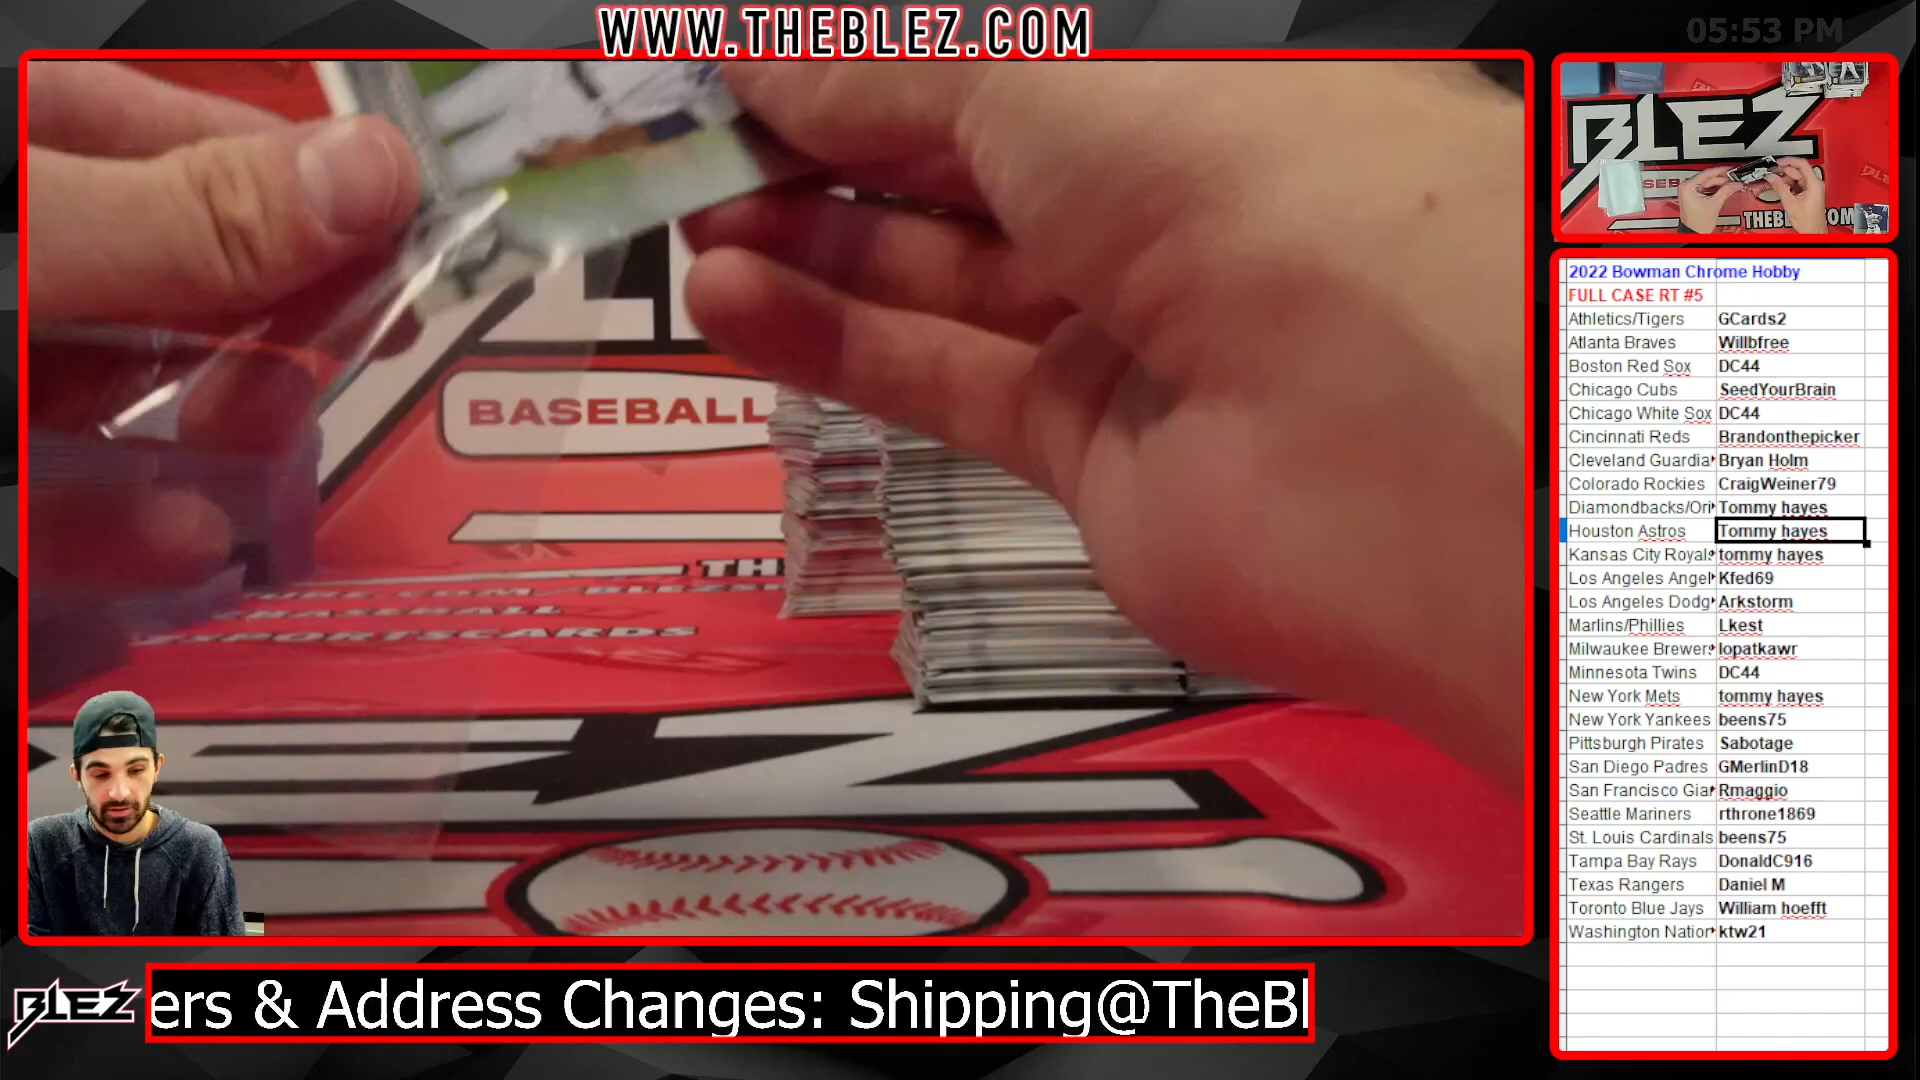 WWW.THEBLEZ.COM
05:53 PM
BLEZ
THEBLEZ.COM
BASEBALL
BASEBALL
SPORTSCARDS
2022 Bowman Chrome Hobby
FULL CASE RT #5
Athletics/Tigers GCards2
Atlanta Braves Willbfree
Boston Red Sox DC44
Chicago Cubs SeedYourBrain
Chicago White Sox DC44
Cincinnati Reds Brandonthepicker
Cleveland Guardia Bryan Holm
Colorado Rockies CraigWeiner79
Diamondbacks/Ori Tommy hayes
Houston Astros Tommy hayes
Kansas City Royals tommy hayes
Los Angeles Angel Kfed69
Los Angeles Dodg Arkstorm
Marlins/Phillies Lkest
Milwaukee Brewers lopatkawr
Minnesota Twins DC44
New York Mets tommy hayes
New York Yankees beens75
Pittsburgh Pirates Sabotage
San Diego Padres GMerlinD18
San Francisco Gia Rmaggio
Seattle Mariners rthrone1869
St. Louis Cardinals beens75
Tampa Bay Rays DonaldC916
Texas Rangers Daniel M
Toronto Blue Jays William hoefft
Washington Nation ktw21
BLEZ
ers & Address Changes: Shipping@TheBl